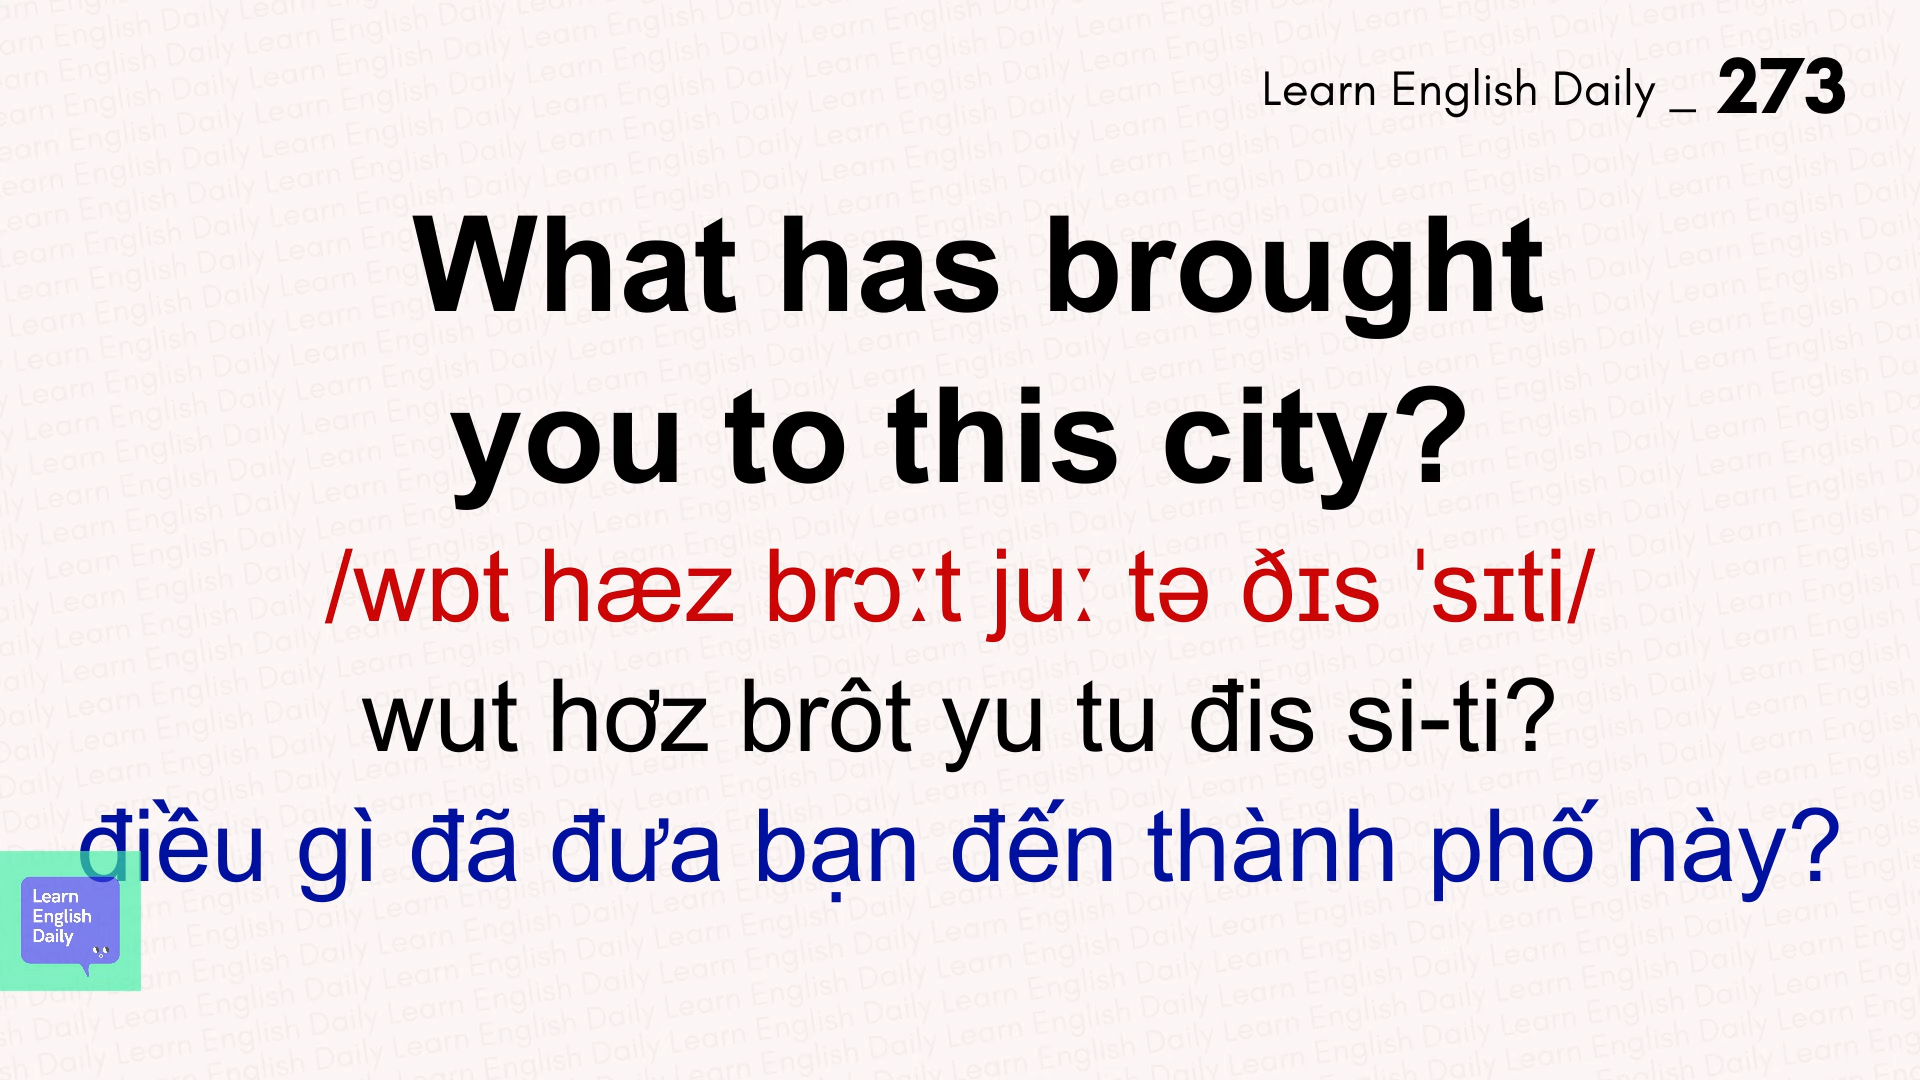 Learn English Daily _ 273
What has brought
you to this city?
/wɒt hæz brɔːt juː tə ðɪs ˈsɪti/
wut hơz brôt yu tu đis si-ti?
điều gì đã đưa bạn đến thành phố này?
Learn
English
Daily